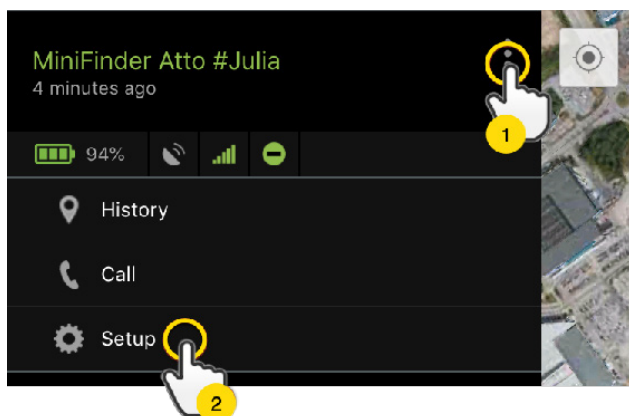 MiniFinder Atto #Julia
4 minutes ago
1
94%
History
Call
Setup
2